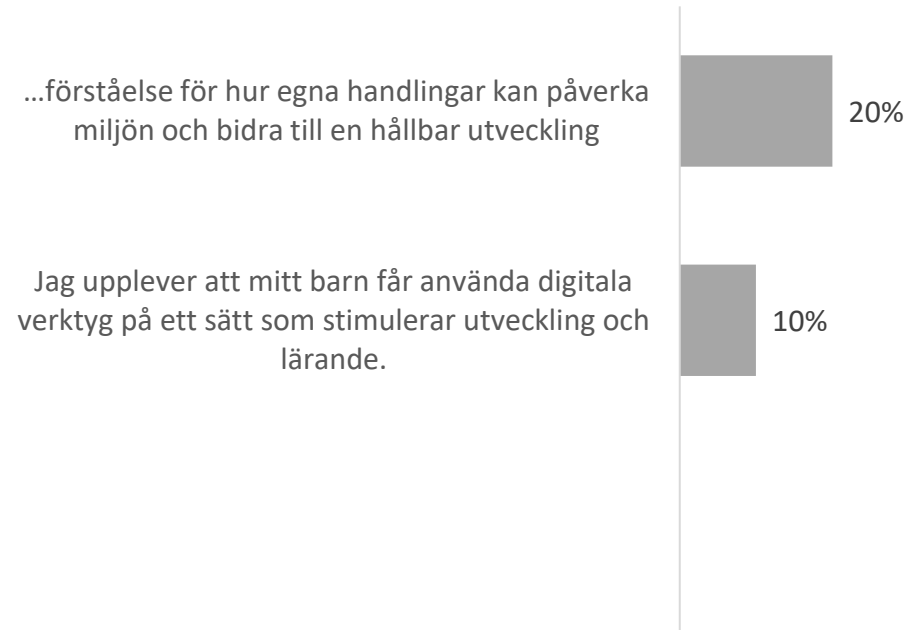 …förståelse för hur egna handlingar kan påverka
miljön och bidra till en hållbar utveckling
20%
Jag upplever att mitt barn får använda digitala
verktyg på ett sätt som stimulerar utveckling och
lärande.
10%